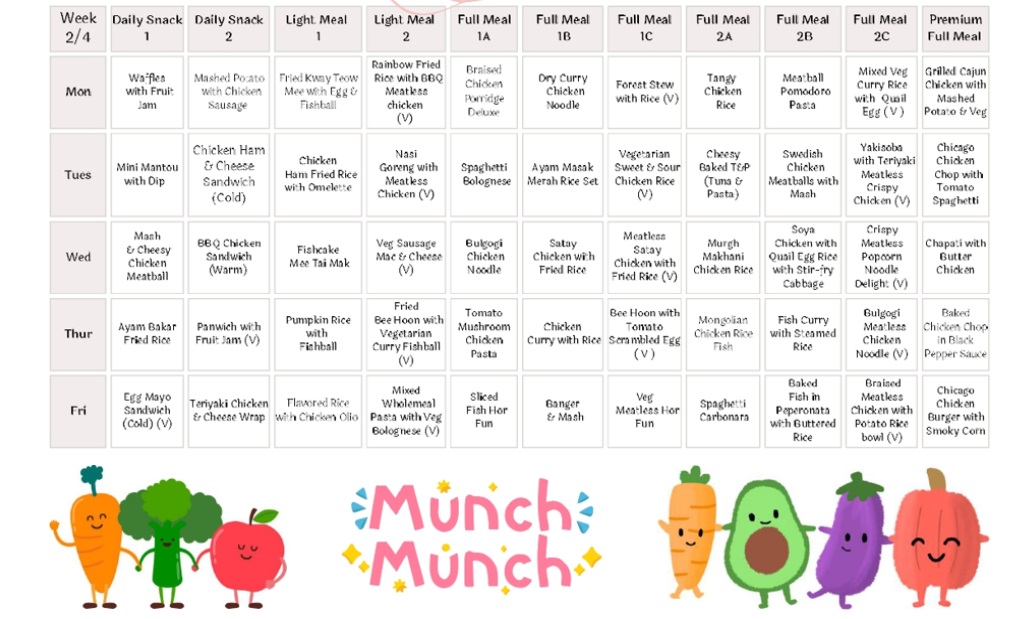 Week 2/4 | Daily Snack 1 | Daily Snack 2 | Light Meal 1 | Light Meal 2 | Full Meal 1A | Full Meal 1B | Full Meal 1C | Full Meal 2A | Full Meal 2B | Full Meal 2C | Premium Full Meal
Mon | Waffles with Fruit Jam | Mashed Potato with Chicken Sausage | Fried Kway Teow Mee with Egg & Fishball | Rainbow Fried Rice with BBQ Meatless chicken (V) | Braised Chicken Porridge Deluxe | Dry Curry Chicken Noodle | Forest Stew with Rice (V) | Tangy Chicken Rice | Meatball Pomodoro Pasta | Mixed Veg Curry Rice with Quail Egg ( V ) | Grilled Cajun Chicken with Mashed Potato & Veg
Tues | Mini Mantou with Dip | Chicken Ham & Cheese Sandwich (Cold) | Chicken Ham Fried Rice with Omelette | Nasi Goreng with Meatless Chicken (V) | Spaghetti Bolognese | Ayam Masak Merah Rice Set | Vegetarian Sweet & Sour Chicken Rice (V) | Cheesy Baked T&P (Tuna & Pasta) | Swedish Chicken Meatballs with Mash | Yakisoba with Teriyaki Meatless Crispy Chicken (V) | Chicago Chicken Chop with Tomato Spaghetti
Wed | Mash & Cheesy Chicken Meatball | BBQ Chicken Sandwich (Warm) | Fishcake Mee Tai Mak | Veg Sausage Mac & Cheese (V) | Bulgogi Chicken Noodle | Satay Chicken with Fried Rice | Meatless Satay Chicken with Fried Rice (V) | Murgh Makhani Chicken Rice | Soya Chicken with Quail Egg Rice with Stir-fry Cabbage | Crispy Meatless Popcorn Noodle Delight (V) | Chapati with Butter Chicken
Thur | Ayam Bakar Fried Rice | Panwich with Fruit Jam (V) | Pumpkin Rice with Fishball | Fried Bee Hoon with Vegetarian Curry Fishball (V) | Tomato Mushroom Chicken Pasta | Chicken Curry with Rice | Bee Hoon with Tomato Scrambled Egg ( V ) | Mongolian Chicken Rice Fish | Fish Curry with Steamed Rice | Bulgogi Meatless Chicken Noodle (V) | Baked Chicken Chop in Black Pepper Sauce
Fri | Egg Mayo Sandwich (Cold) (V) | Teriyaki Chicken & Cheese Wrap | Flavored Rice with Chicken Olio | Mixed Wholemeal Pasta with Veg Bolognese (V) | Sliced Fish Hor Fun | Banger & Mash | Veg Meatless Hor Fun | Spaghetti Carbonara | Baked Fish in Peperonata with Buttered Rice | Braised Meatless Chicken with Potato Rice bowl (V) | Chicago Chicken Burger with Smoky Corn
Munch
Munch